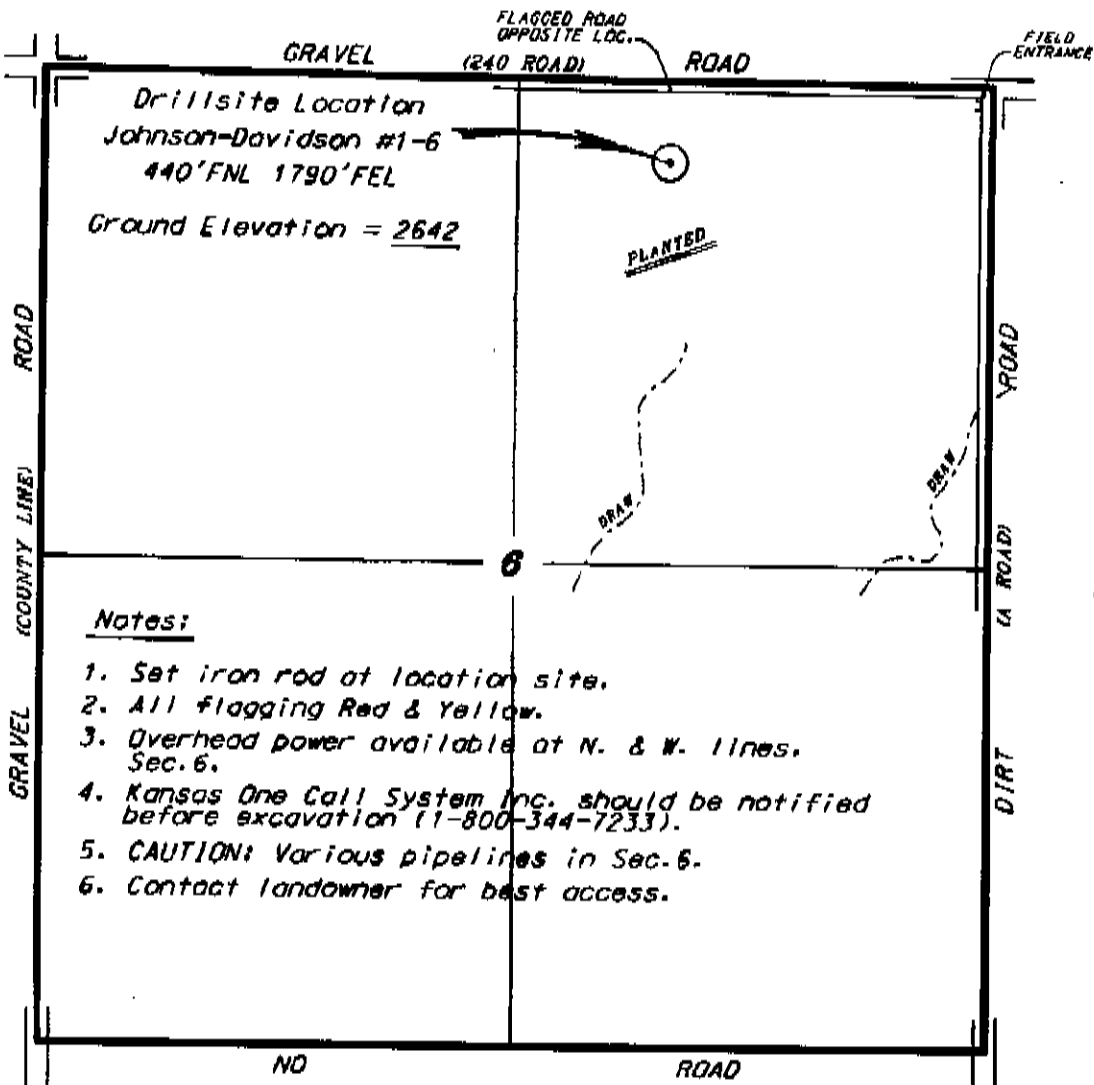 FLAGGED ROAD
OPPOSITE LOC.
FIELD
ENTRANCE
GRAVEL (240 ROAD) ROAD
Drillsite Location
Johnson-Davidson #1-6
440'FNL 1790'FEL
Ground Elevation = 2642
PLANTED
ROAD
ROAD
DRAW
DRAW
(COUNTY LINE)
(A ROAD)
6
Notes:
1. Set iron rod at location site.
2. All flagging Red & Yellow.
3. Overhead power available at N. & W. lines.
Sec.6.
4. Kansas One Call System Inc. should be notified
before excavation (1-800-344-7233).
5. CAUTION: Various pipelines in Sec.6.
6. Contact landowner for best access.
GRAVEL
DIRT
NO ROAD